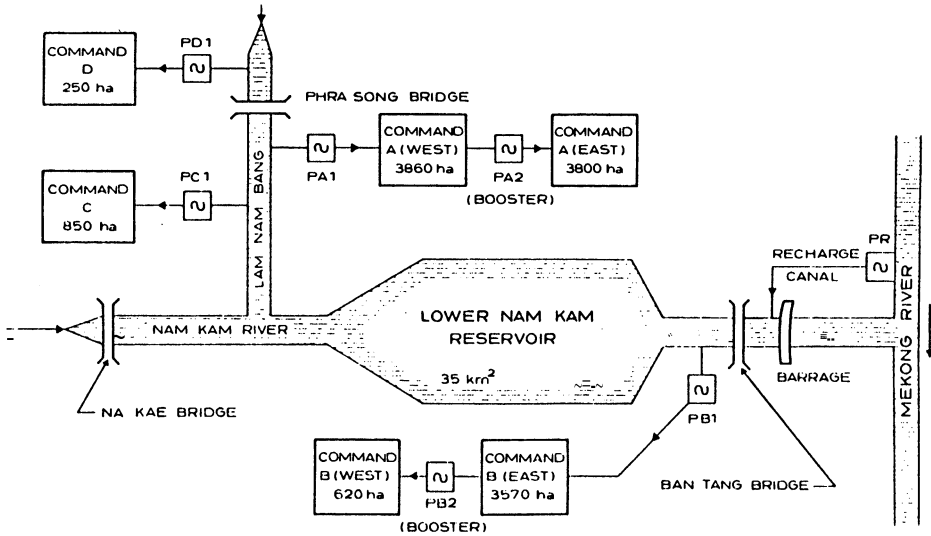 COMMAND
D
250 ha
PD1
PHRA SONG BRIDGE
COMMAND
A (WEST)
3860 ha
COMMAND
A (EAST)
3800 ha
PA1
PA2
(BOOSTER)
COMMAND
C
850 ha
PC1
LAM NAM BANG
RECHARGE
CANAL
PR
MEKONG RIVER
NAM KAM RIVER
LOWER NAM KAM
RESERVOIR
35 km²
BARRAGE
NA KAE BRIDGE
PB1
COMMAND
B (WEST)
620 ha
PB2
(BOOSTER)
COMMAND
B (EAST)
3570 ha
BAN TANG BRIDGE